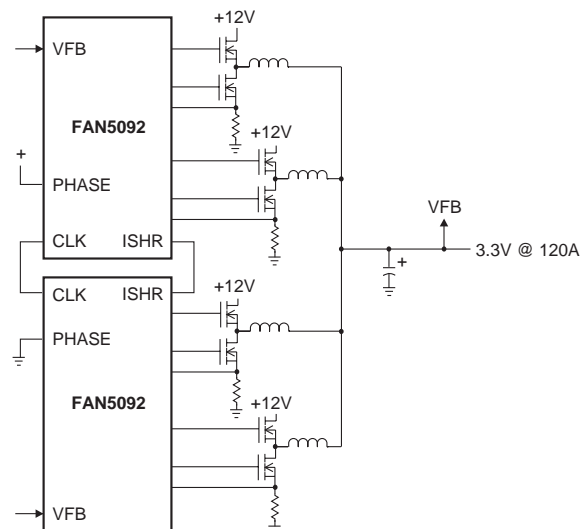 +12V
VFB
FAN5092
+12V
+
PHASE
VFB
CLK ISHR
3.3V @ 120A
+
CLK ISHR
+12V
PHASE
FAN5092
+12V
VFB